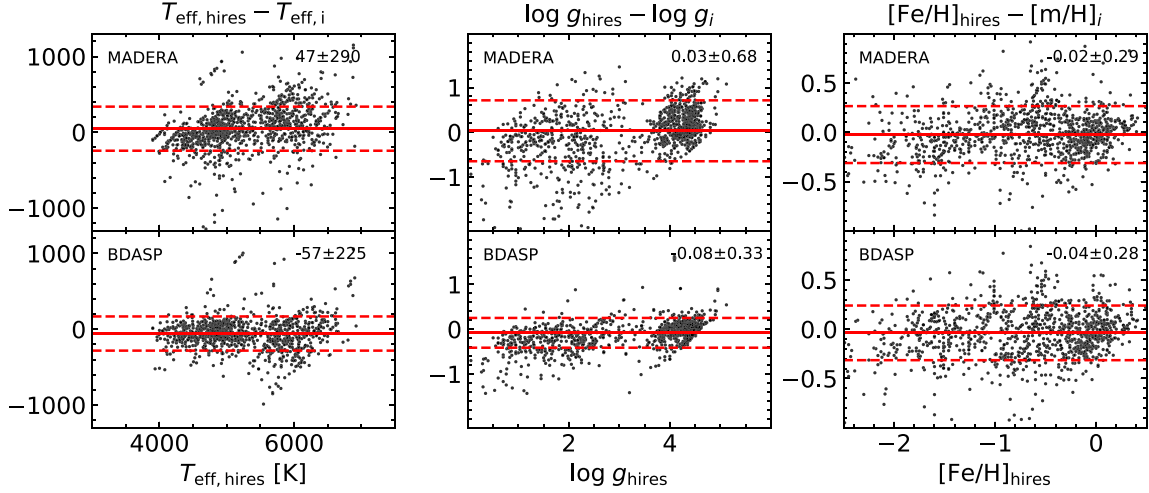 T_eff, hires − T_eff, i
log g_hires − log g_i
[Fe/H]_hires − [m/H]_i
1000
0
−1000
MADERA
47±290
1
0
−1
MADERA
0.03±0.68
0.5
0.0
−0.5
MADERA
-0.02±0.29
1000
0
−1000
BDASP
-57±225
1
0
−1
BDASP
-0.08±0.33
0.5
0.0
−0.5
BDASP
-0.04±0.28
4000
6000
2
4
−2
−1
0
T_eff, hires [K]
log g_hires
[Fe/H]_hires